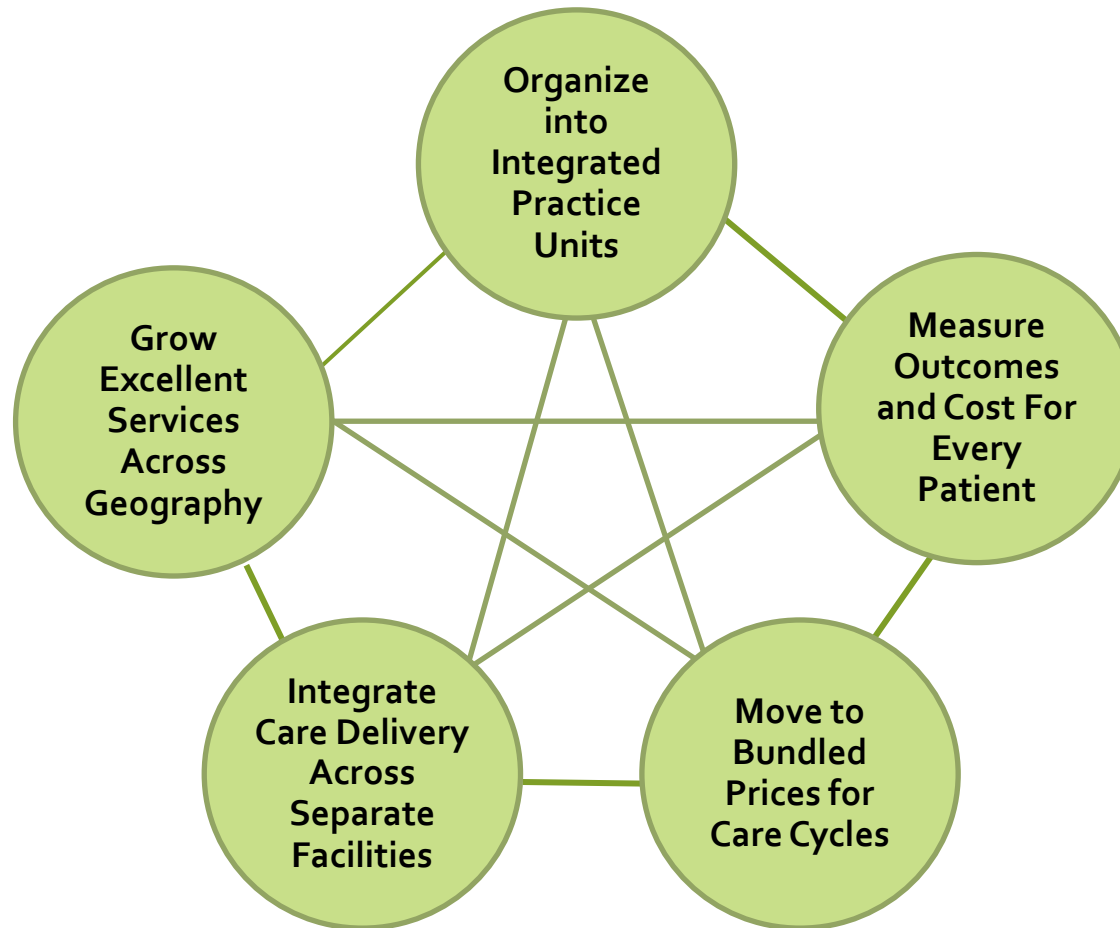 Organize
into
Integrated
Practice
Units
Measure
Outcomes
and Cost For
Every
Patient
Move to
Bundled
Prices for
Care Cycles
Integrate
Care Delivery
Across
Separate
Facilities
Grow
Excellent
Services
Across
Geography